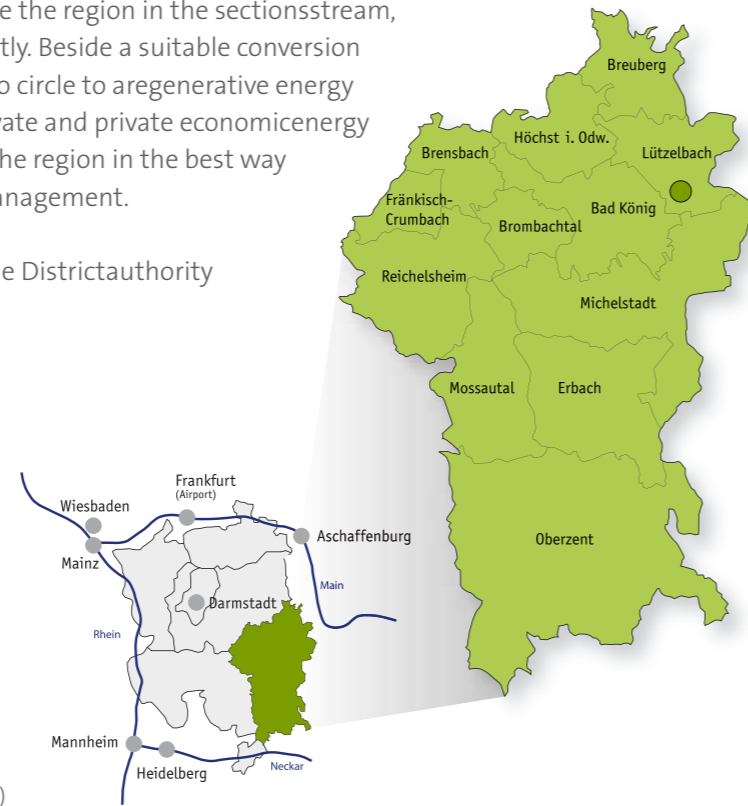 e the region in the sectionsstream,
tly. Beside a suitable conversion
o circle to aregenerative energy
vate and private economicenergy
he region in the best way
anagement.
e Districtauthority
Breuberg
Höchst i. Odw.
Brensbach
Lützelbach
Fränkisch-
Crumbach
Bad König
Brombachtal
Reichelsheim
Michelstadt
Mossautal
Erbach
Oberzent
Frankfurt
(Airport)
Wiesbaden
Aschaffenburg
Mainz
Main
Darmstadt
Rhein
Mannheim
Heidelberg
Neckar
)